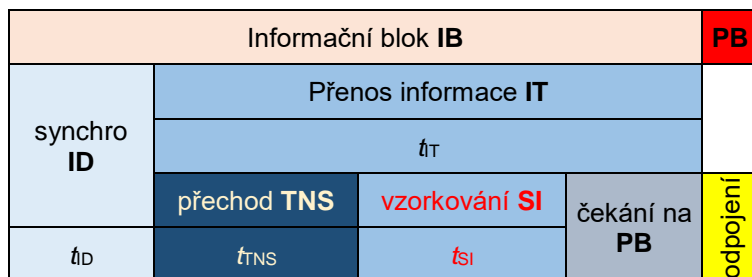 Informační blok IB PB
synchro
ID
Přenos informace IT
tIT
přechod TNS vzorkování SI
čekání na
PB
odpojení
tID tTNS tSI